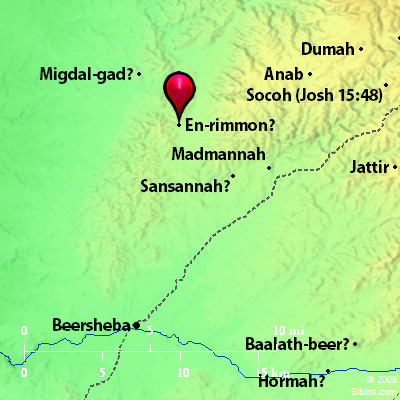 Dumah
Migdal-gad?
Anab
Socoh (Josh 15:48)
En-rimmon?
Madmannah
Jattir
Sansannah?
Beersheba
0 5 10 mi
Baalath-beer?
0 5 10 15 km
Hormah?
© 2008
Biblos.com